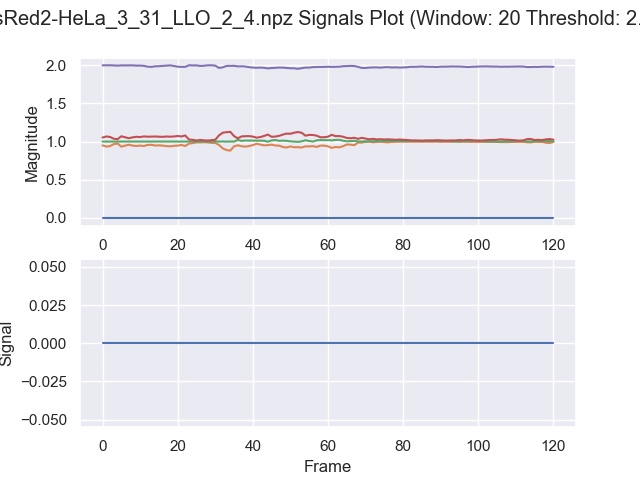 sRed2-HeLa_3_31_LLO_2_4.npz Signals Plot (Window: 20 Threshold: 2.
2.0
1.5
1.0
0.5
0.0
Magnitude
0 20 40 60 80 100 120
0.050
0.025
0.000
−0.025
−0.050
Signal
0 20 40 60 80 100 120
Frame